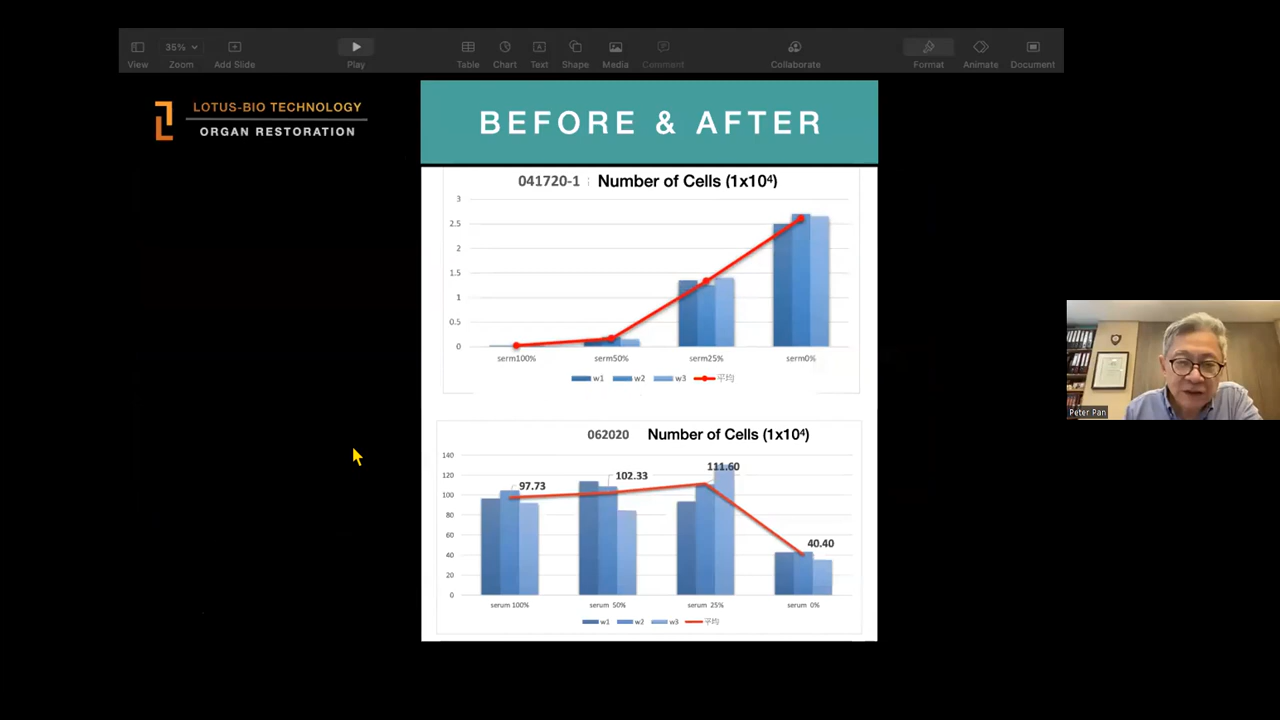 35%
View
Zoom
Add Slide
Play
Table
Chart
Text
Shape
Media
Comment
Collaborate
Format
Animate
Document
LOTUS-BIO TECHNOLOGY
ORGAN RESTORATION
BEFORE & AFTER
041720-1 Number of Cells (1x10⁴)
3
2.5
2
1.5
1
0.5
0
serm100% serm50% serm25% serm0%
w1 w2 w3 平均
062020 Number of Cells (1x10⁴)
140
120
100
80
60
40
20
0
97.73
102.33
111.60
40.40
serum 100% serum 50% serum 25% serum 0%
w1 w2 w3 平均
Peter Pan